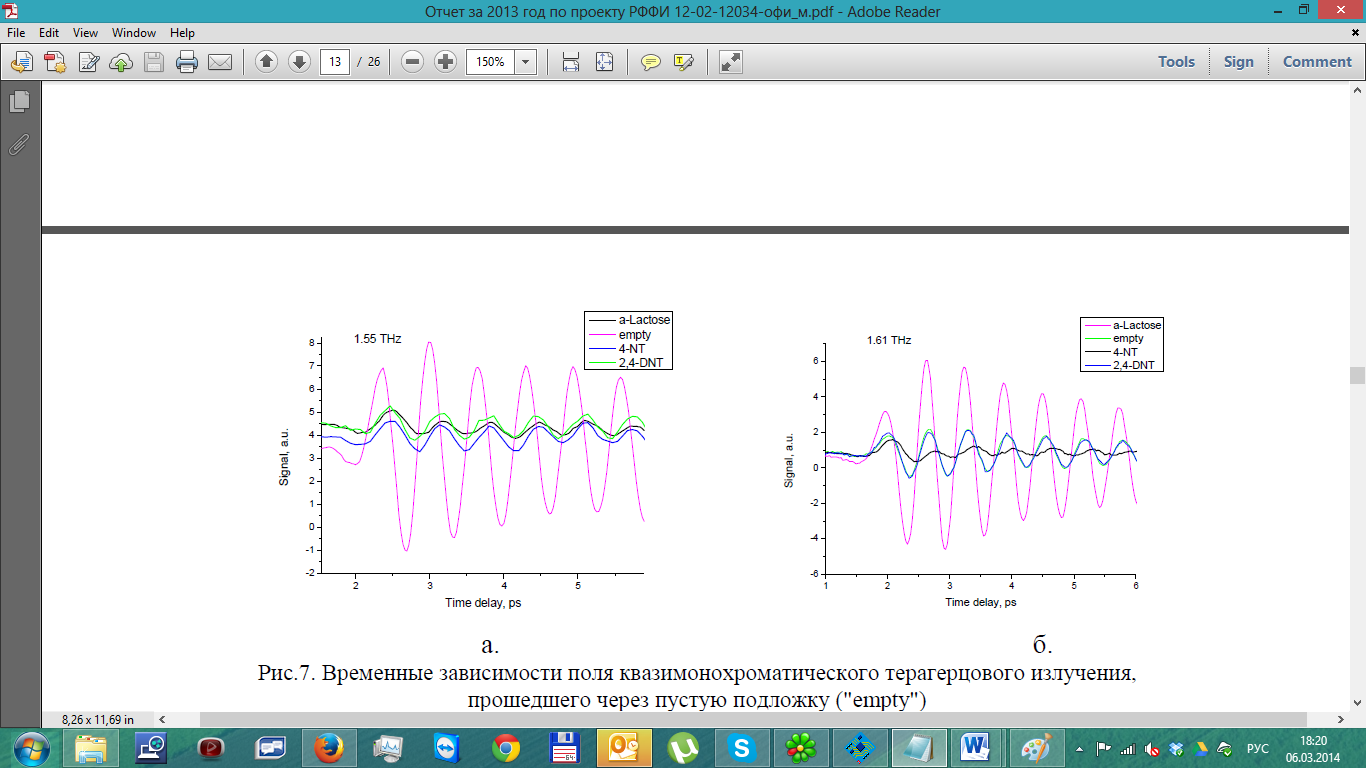 Отчет за 2013 год по проекту РФФИ 12-02-12034-офи_м.pdf - Adobe Reader
File Edit View Window Help
13 / 26 150% Tools Sign Comment
1.55 THz
a-Lactose
empty
4-NT
2,4-DNT
8
7
6
5
4
3
2
1
0
-1
-2
Signal, a.u.
2 3 4 5
Time delay, ps
1.61 THz
a-Lactose
empty
4-NT
2,4-DNT
6
4
2
0
-2
-4
-6
Signal, a.u.
1 2 3 4 5 6
Time delay, ps
а. б.
Рис.7. Временные зависимости поля квазимонохроматического терагерцового излучения,
прошедшего через пустую подложку ("empty")
8,26 x 11,69 in
64
РУС
18:20
06.03.2014